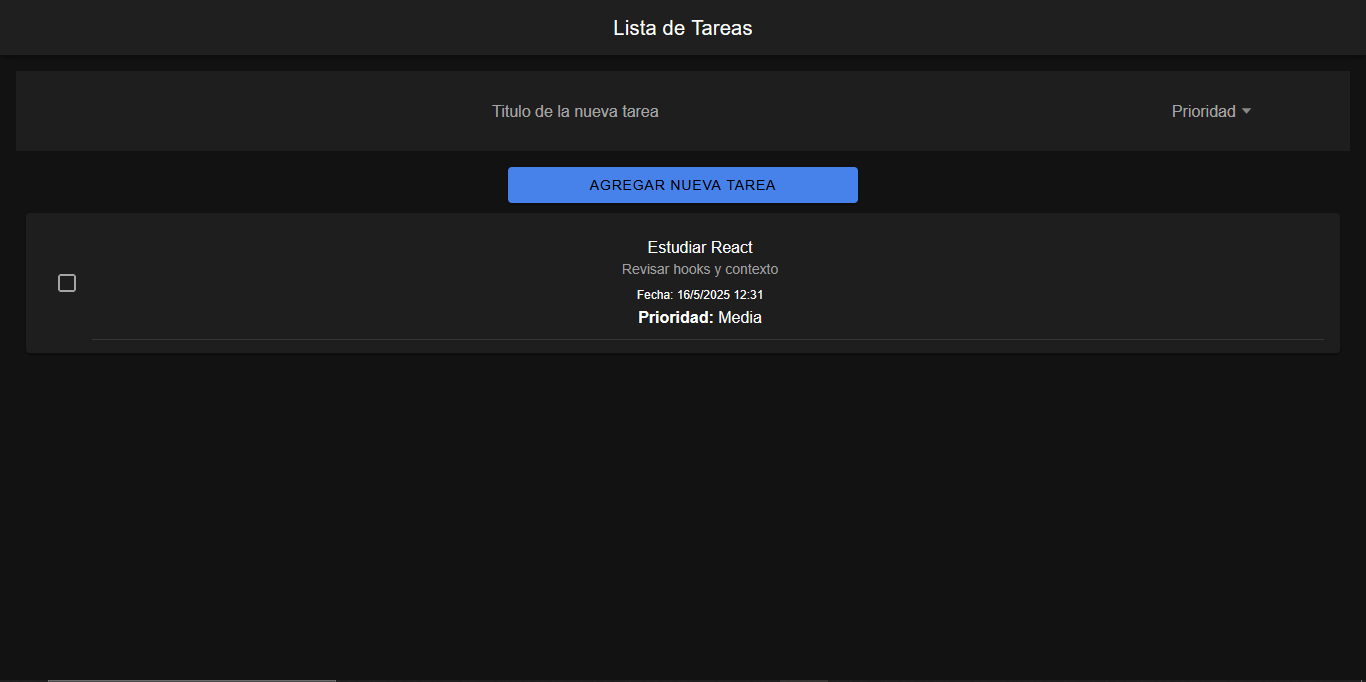 Lista de Tareas
Titulo de la nueva tarea
Prioridad
AGREGAR NUEVA TAREA
Estudiar React
Revisar hooks y contexto
Fecha: 16/5/2025 12:31
Prioridad: Media